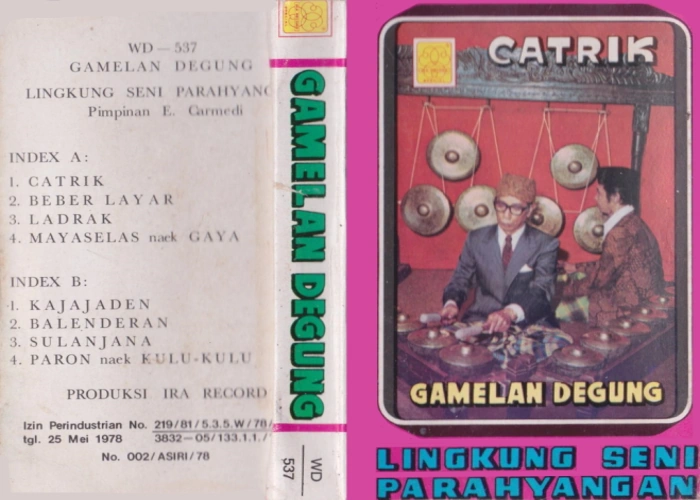 WD - 537
GAMELAN DEGUNG
LINGKUNG SENI
Pimpinan E. Carmedi
INDEX A:
1. CATRIK
2. BEBER LAYAR
3. LADRAK
4. MAYASELAS naek GAYA
INDEX B:
1. KAJAJADEN
2. BALENDERAN
3. SULANJANA
4. PARON naek KULU-KULU
PRODUKSI IRA RECORD
Izin Perindustrian No. 219/81/5.3.5.W/78/
tgl. 25 Mei 1978 3832-05/133.1.1./
No. 002/ASIRI/78
GAMELAN DEGUNG
WD
537
CATRIK
GAMELAN DEGUNG
LINGKUNG SENI
PARAHYANGAN